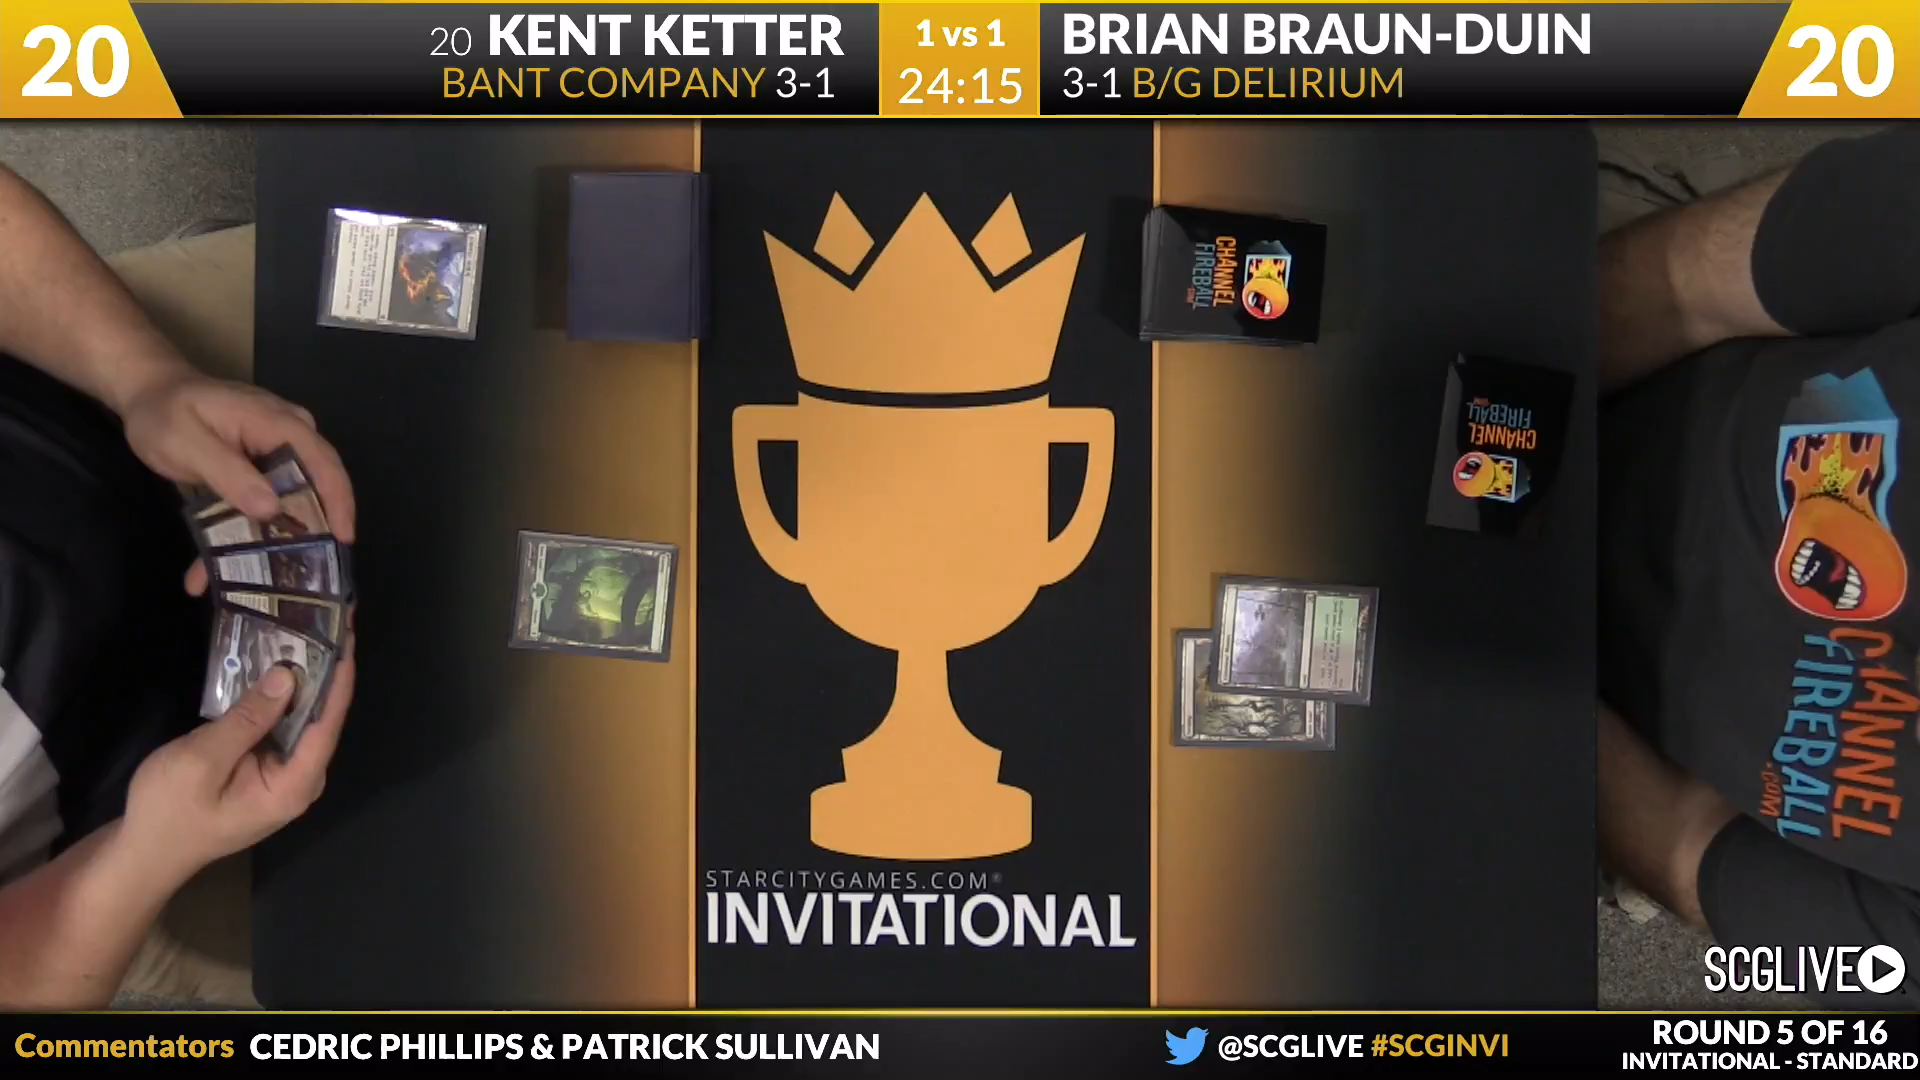 20
20 KENT KETTER
BANT COMPANY 3-1
1 vs 1
24:15
BRIAN BRAUN-DUIN
3-1 B/G DELIRIUM
20
CHANNEL
FIREBALL
CHANNEL
FIREBALL
CHANNEL
FIREBALL
.COM
STARCITYGAMES.COM®
INVITATIONAL
SCGLIVE
Commentators CEDRIC PHILLIPS & PATRICK SULLIVAN
@SCGLIVE #SCGINVI
ROUND 5 OF 16
INVITATIONAL - STANDARD